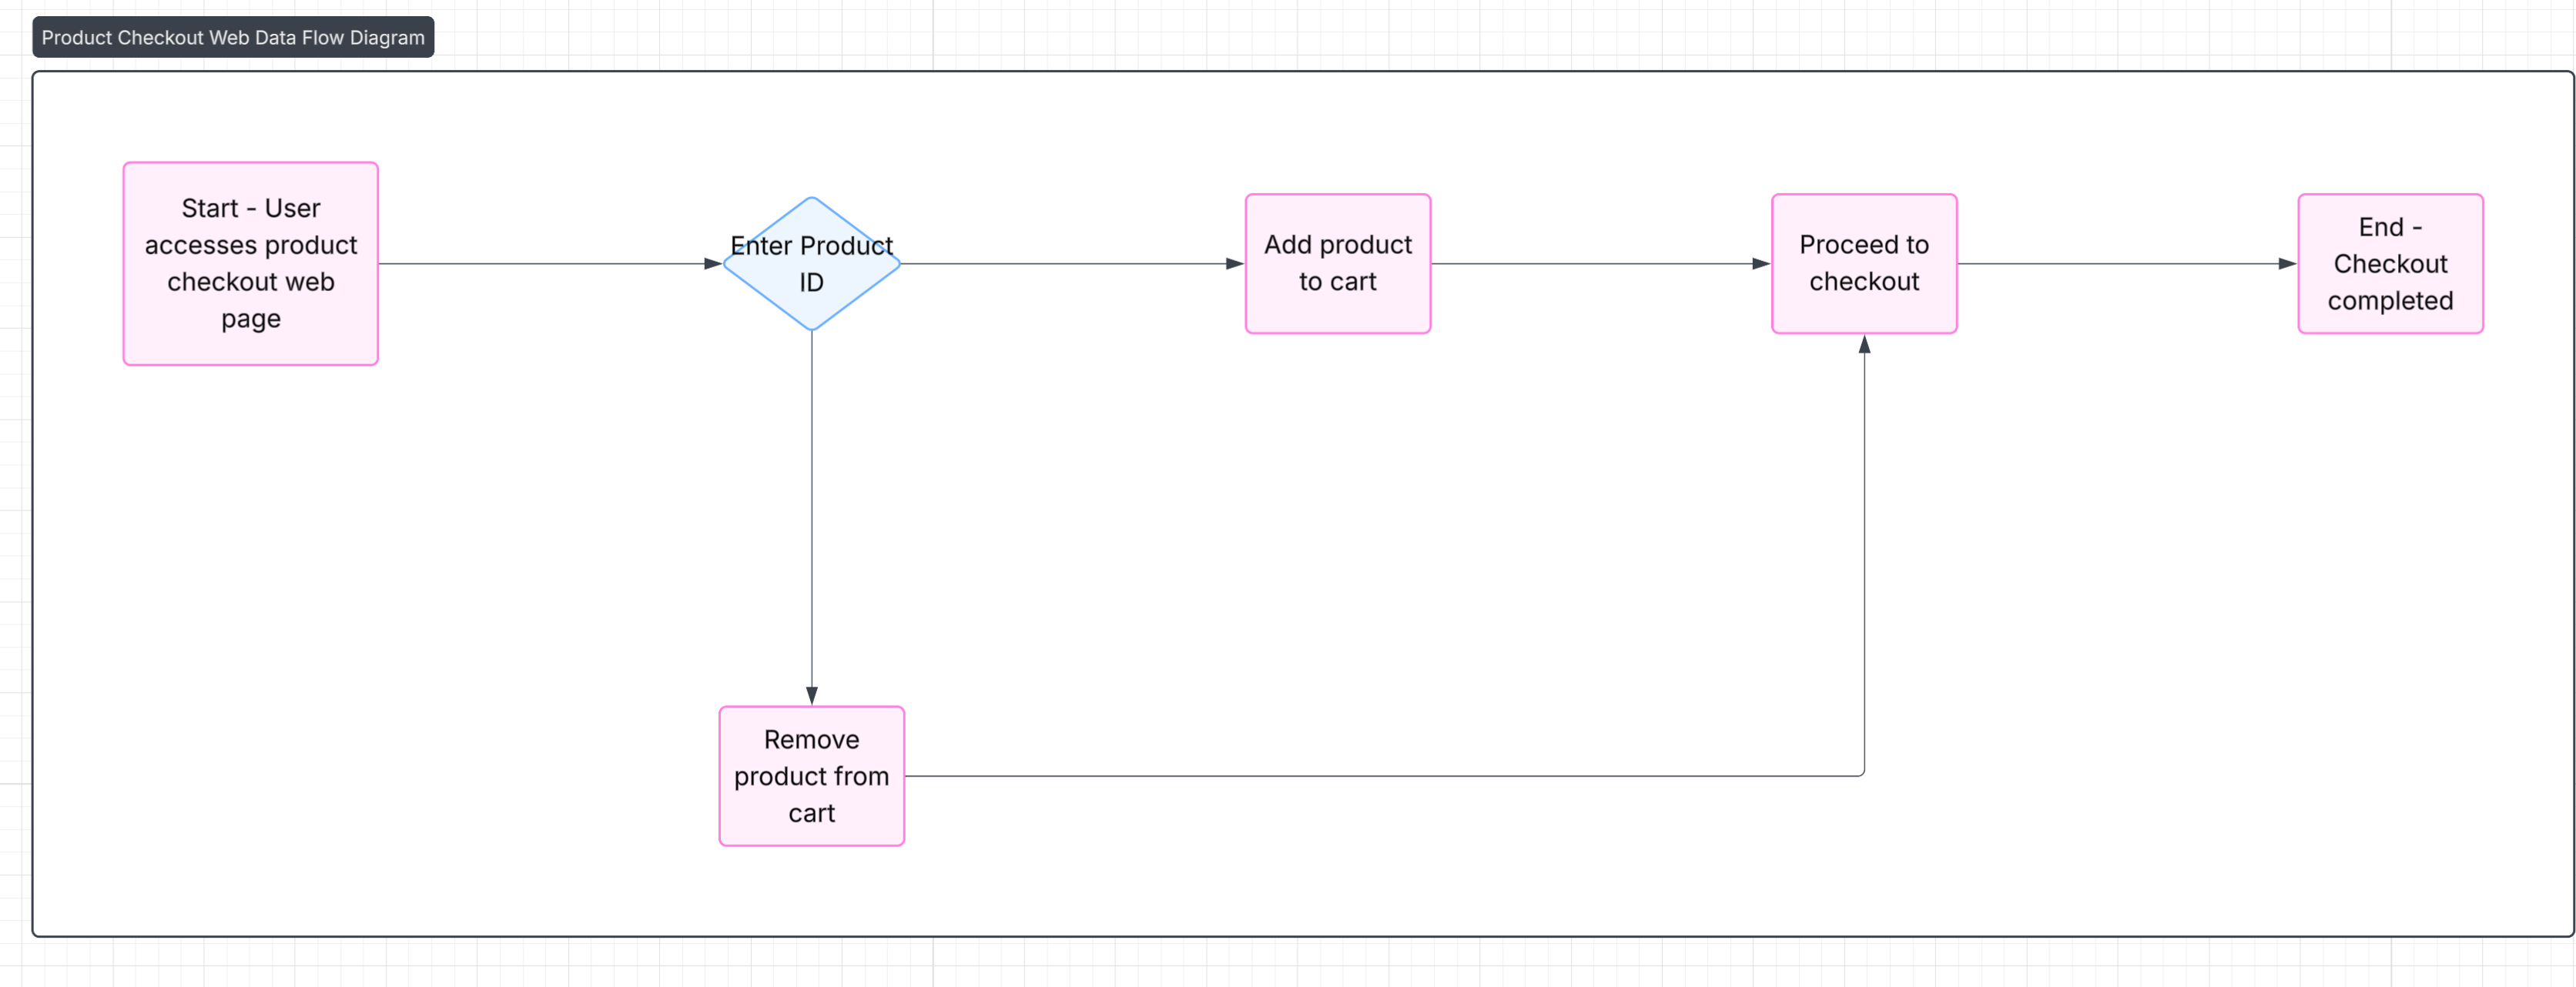 Product Checkout Web Data Flow Diagram
Start - User
accesses product
checkout web
page
Enter Product
ID
Add product
to cart
Proceed to
checkout
End -
Checkout
completed
Remove
product from
cart